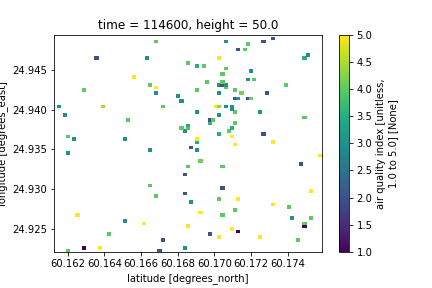 time = 114600, height = 50.0
24.945
24.940
24.935
24.930
24.925
longitude [degrees_east]
60.162 60.164 60.166 60.168 60.170 60.172 60.174
latitude [degrees_north]
5.0
4.5
4.0
3.5
3.0
2.5
2.0
1.5
1.0
air quality index [unitless,
1.0 to 5.0] [None]